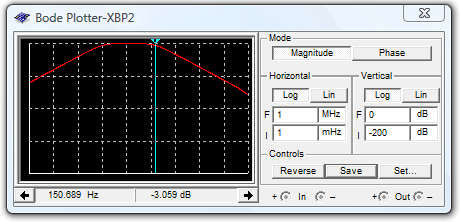 Bode Plotter-XBP2
Mode
Magnitude Phase
Horizontal Vertical
Log Lin Log Lin
F 1 MHz F 0 dB
I 1 mHz I -200 dB
Controls
Reverse Save Set...
150.689 Hz -3.059 dB
+ In - + Out -